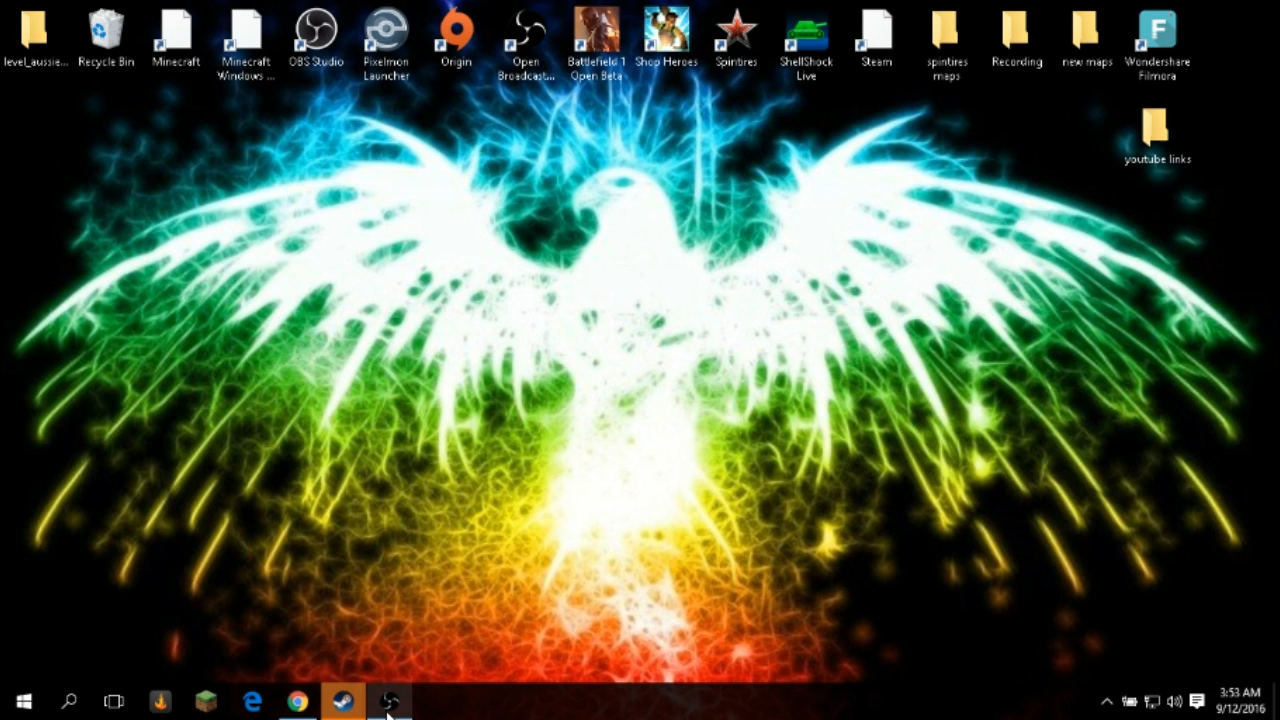 level_aussie...
Recycle Bin
Minecraft
Minecraft
Windows ...
OBS Studio
Pixelmon
Launcher
Origin
Open
Broadcast...
Battlefield 1
Open Beta
Shop Heroes
Spintires
ShellShock
Live
Steam
spintires
maps
Recording
new maps
Wondershare
Filmora
youtube links
3:53 AM
9/12/2016